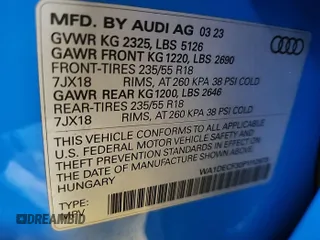 MFD. BY AUDI AG 03 23
GVWR KG 2325, LBS 5126
GAWR FRONT KG 1220, LBS 2690
FRONT-TIRES 235/55 R18
7JX18 RIMS, AT 260 KPA 38 PSI COLD
GAWR REAR KG1200, LBS 2646
REAR-TIRES 235/55 R18
7JX18 RIMS, AT 260 KPA 38 PSI COLD
THIS VEHICLE CONFORMS TO ALL APPLICABLE
U.S. FEDERAL MOTOR VEHICLE SAFETY AND
THEFT PREVENTION STANDARDS IN EFFECT ON
THE DATE OF MANUFACTURE SHOWN ABOVE.
HUNGARY
TYPE:
MPV
DREAMBID